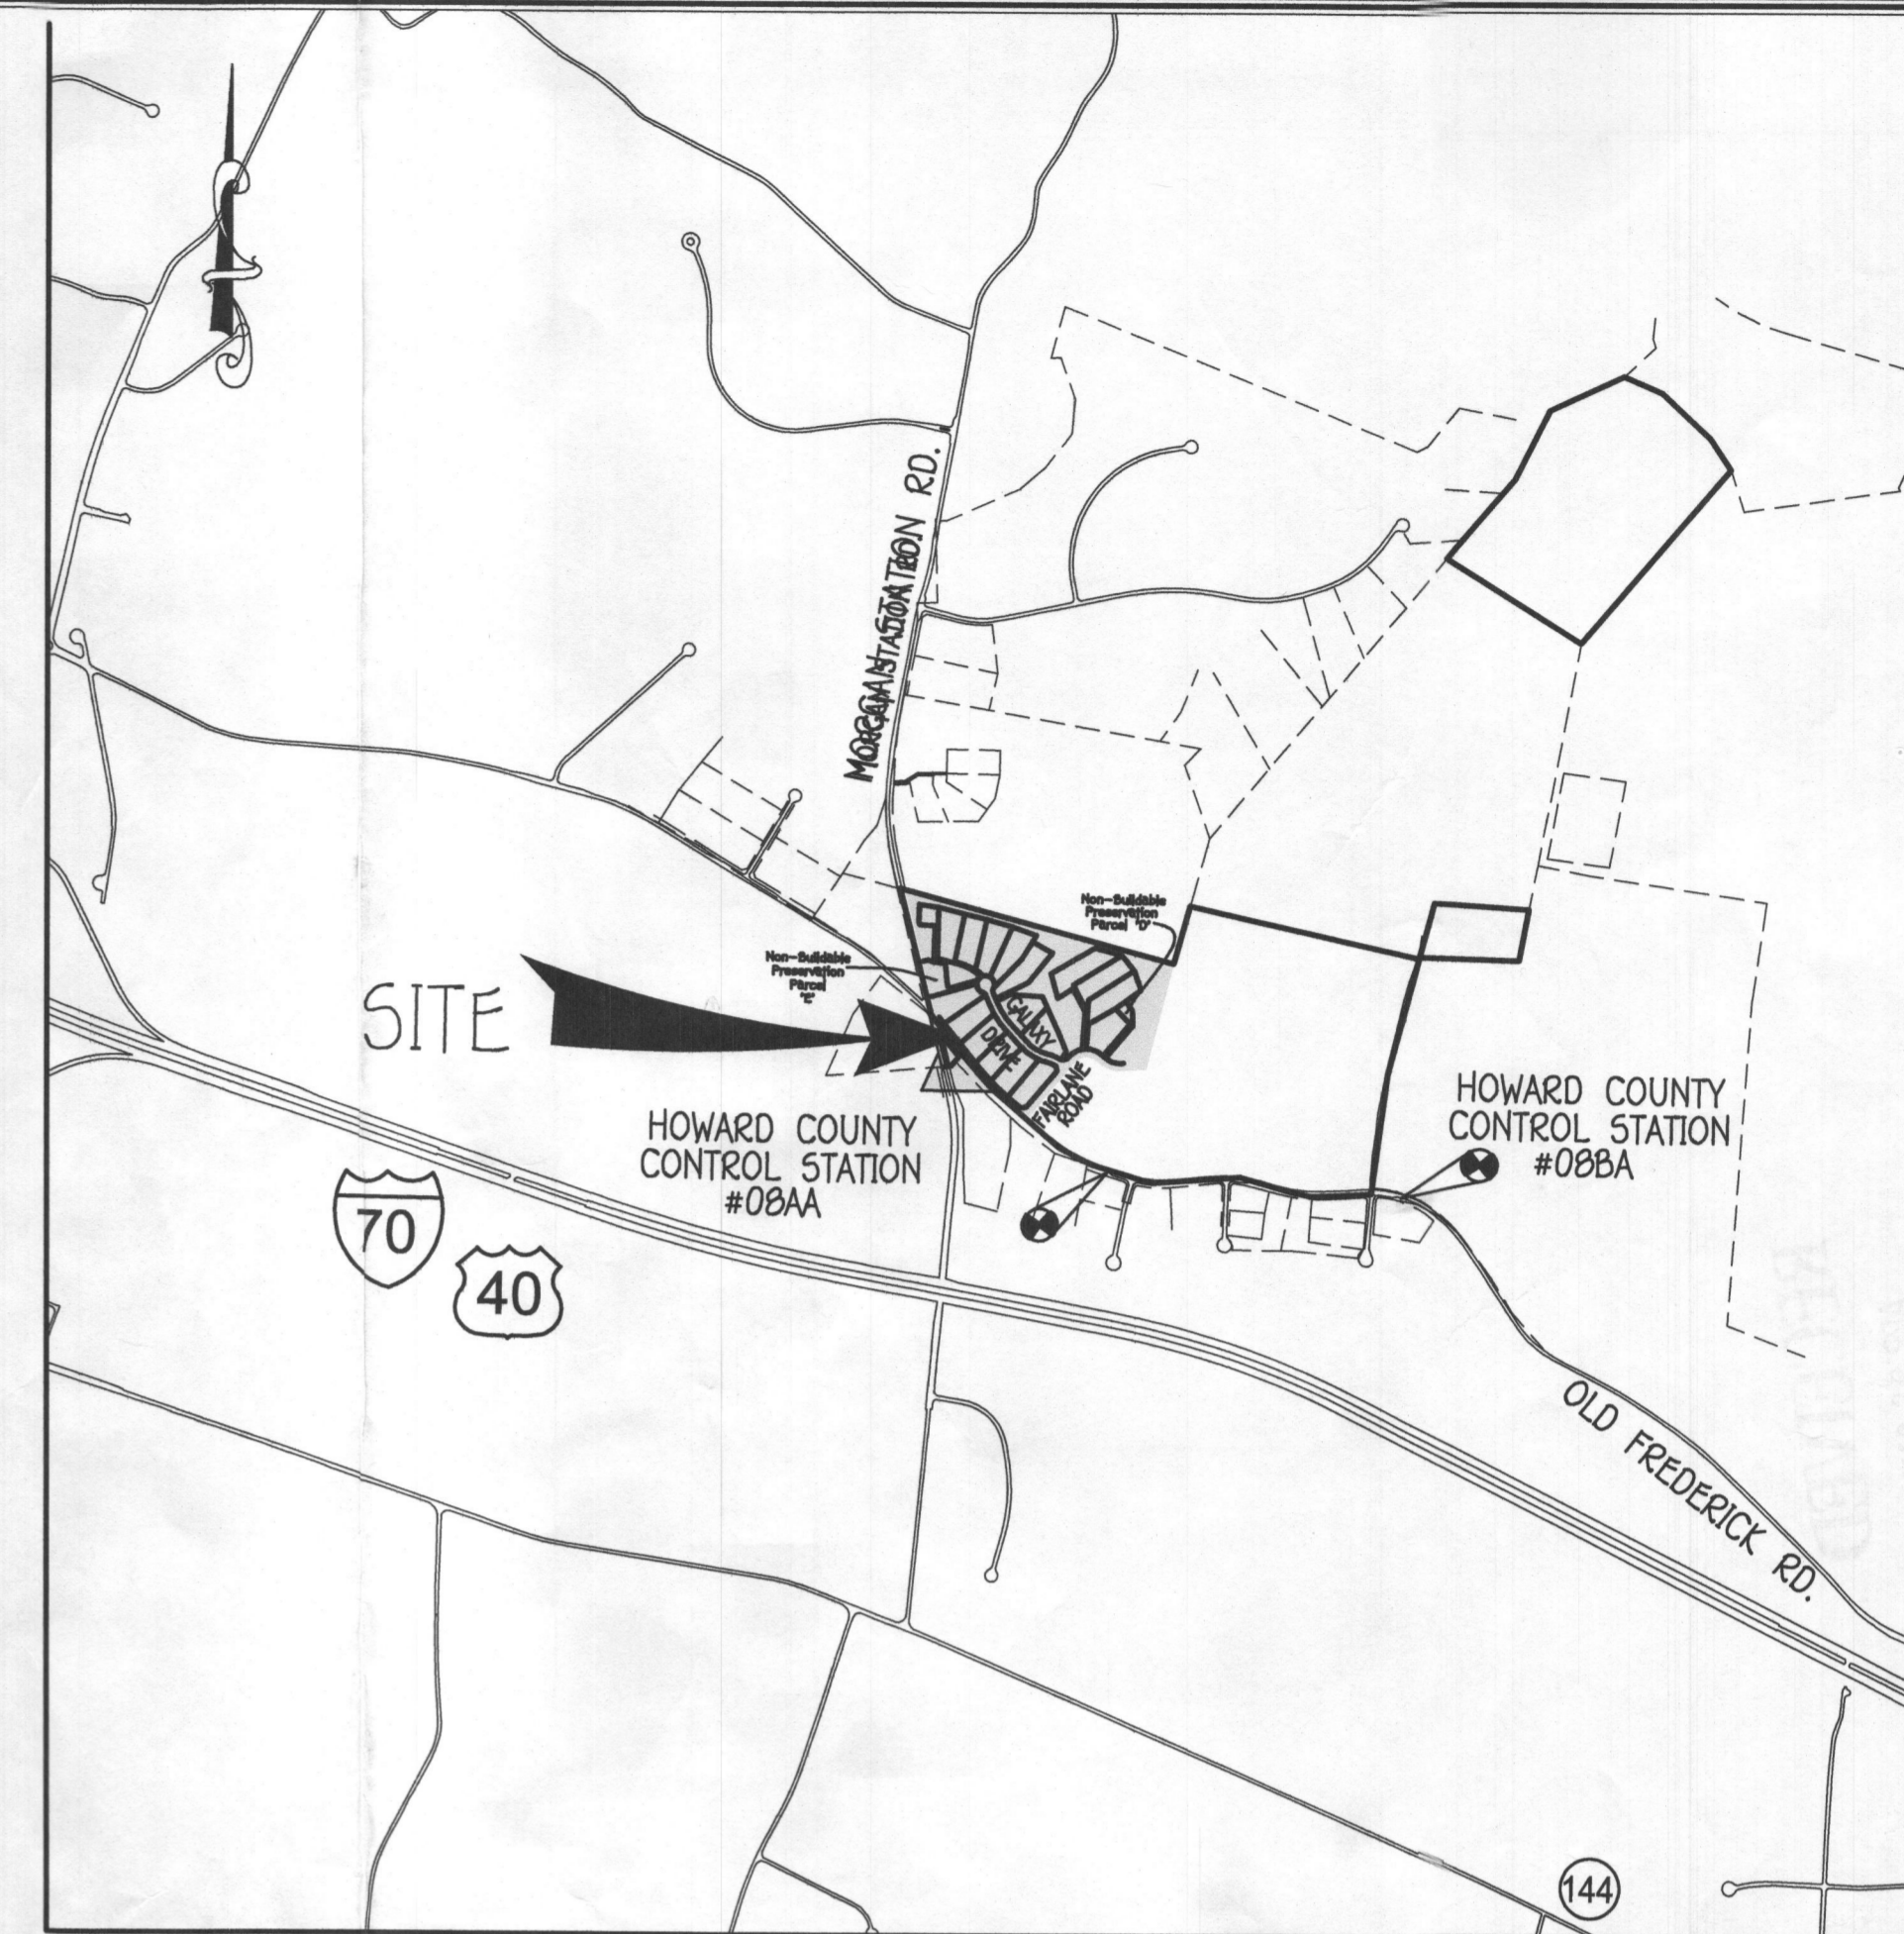 MORGAN STATION RD.
Non-Buildable
Preservation
Parcel 'D'
Non-Buildable
Preservation
Parcel
'E'
SITE
GALAXY
DRIVE
FAIRLANE
ROAD
HOWARD COUNTY
CONTROL STATION
#08AA
HOWARD COUNTY
CONTROL STATION
#08BA
70
40
OLD FREDERICK RD.
144